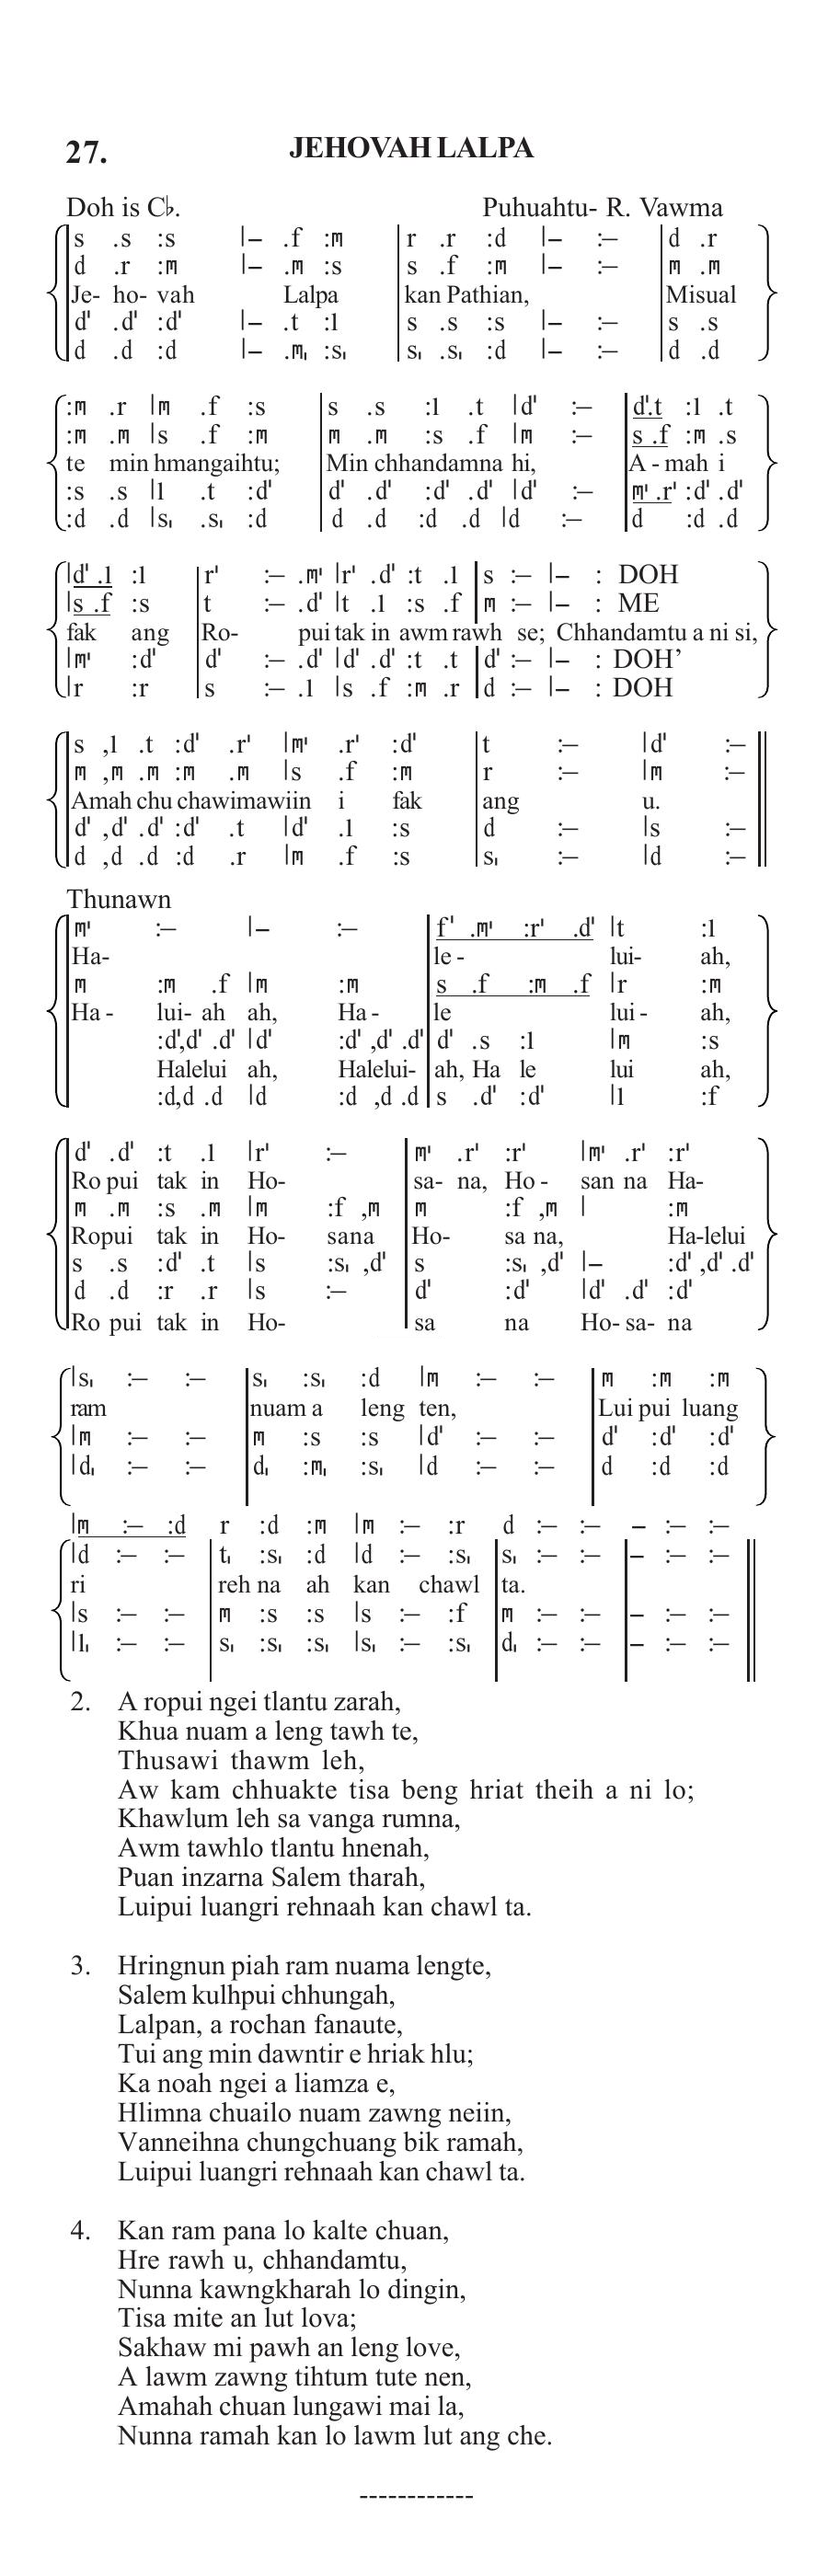 27. JEHOVAH LALPA
Doh is C♭. Puhuahtu- R. Vawma
s .s :s |– .f :m | r .r :d |– :– | d .r
d .r :m |– .m :s | s .f :m |– :– | m .m
Je- ho- vah Lalpa kan Pathian, Misual
d' .d' :d' |– .t :l | s .s :s |– :– | s .s
d .d :d |– .m, :s, | s, .s, :d |– :– | d .d
:m .r |m .f :s | s .s :l .t |d' :– | d'.t :l .t
:m .m |s .f :m | m .m :s .f |m :– | s .f :m .s
te min hmangaihtu; Min chhandamna hi, A - mah i
:s .s |l .t :d' | d' .d' :d' .d' |d' :– | m' .r' :d' .d'
:d .d |s, .s, :d | d .d :d .d |d :– | d :d .d
|d' .l :l | r' :– .m' |r' .d' :t .l | s :– |– : DOH
|s .f :s | t :– .d' |t .l :s .f | m :– |– : ME
fak ang Ro- pui tak in awm rawh se; Chhandamtu a ni si,
|m' :d' | d' :– .d' |d' .d' :t .t | d' :– |– : DOH’
|r :r | s :– .l |s .f :m .r | d :– |– : DOH
s ,l .t :d' .r' |m' .r' :d' | t :– |d' :–
m ,m .m :m .m |s .f :m | r :– |m :–
Amah chu chawimawiin i fak ang u.
d' ,d' .d' :d' .t |d' .l :s | d :– |s :–
d ,d .d :d .r |m .f :s | s, :– |d :–
Thunawn
m' :– |– :– | f' .m' :r' .d' |t :l
Ha- le - lui- ah,
m :m .f |m :m | s .f :m .f |r :m
Ha - lui- ah ah, Ha - le lui - ah,
:d',d' .d' |d' :d' ,d' .d' | d' .s :l |m :s
Halelui ah, Halelui- ah, Ha le lui ah,
:d,d .d |d :d ,d .d | s .d' :d' |l :f
d' .d' :t .l |r' :– | m' .r' :r' |m' .r' :r'
Ro pui tak in Ho- sa- na, Ho - san na Ha-
m .m :s .m |m :f ,m | m :f ,m | :m
Ropui tak in Ho- sana Ho- sa na, Ha-lelui
s .s :d' .t |s :s, ,d' | s :s, ,d' |– :d' ,d' .d'
d .d :r .r |s :– | d' :d' |d' .d' :d'
Ro pui tak in Ho- sa na Ho- sa- na
|s, :– :– | s, :s, :d |m :– :– | m :m :m
ram nuam a leng ten, Lui pui luang
|m :– :– | m :s :s |d' :– :– | d' :d' :d'
|d, :– :– | d, :m, :s, |d :– :– | d :d :d
|m :– :d r :d :m |m :– :r d :– :– – :– :–
|d :– :– | t, :s, :d |d :– :s, | s, :– :– |– :– :–
ri reh na ah kan chawl ta.
|s :– :– | m :s :s |s :– :f | m :– :– |– :– :–
|l, :– :– | s, :s, :s, |s, :– :s, | d, :– :– |– :– :–
2. A ropui ngei tlantu zarah,
Khua nuam a leng tawh te,
Thusawi thawm leh,
Aw kam chhuakte tisa beng hriat theih a ni lo;
Khawlum leh sa vanga rumna,
Awm tawhlo tlantu hnenah,
Puan inzarna Salem tharah,
Luipui luangri rehnaah kan chawl ta.
3. Hringnun piah ram nuama lengte,
Salem kulhpui chhungah,
Lalpan, a rochan fanaute,
Tui ang min dawntir e hriak hlu;
Ka noah ngei a liamza e,
Hlimna chuailo nuam zawng neiin,
Vanneihna chungchuang bik ramah,
Luipui luangri rehnaah kan chawl ta.
4. Kan ram pana lo kalte chuan,
Hre rawh u, chhandamtu,
Nunna kawngkharah lo dingin,
Tisa mite an lut lova;
Sakhaw mi pawh an leng love,
A lawm zawng tihtum tute nen,
Amahah chuan lungawi mai la,
Nunna ramah kan lo lawm lut ang che.
------------